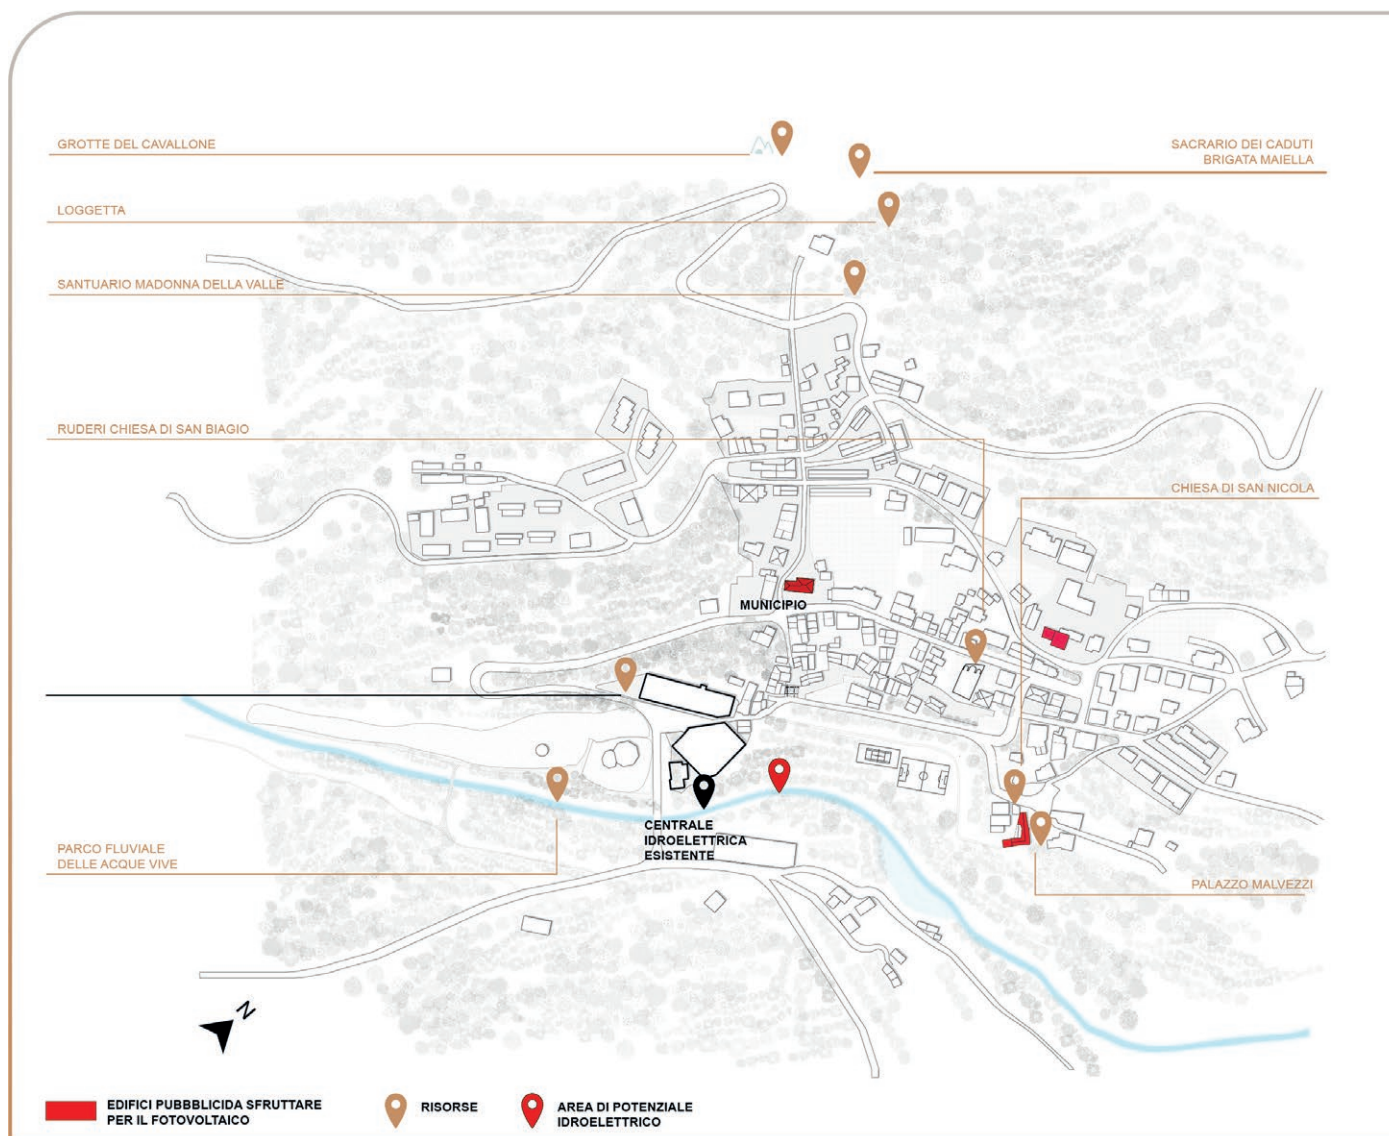 GROTTE DEL CAVALLONE
SACRARIO DEI CADUTI
BRIGATA MAIELLA
LOGGETTA
SANTUARIO MADONNA DELLA VALLE
RUDERI CHIESA DI SAN BIAGIO
CHIESA DI SAN NICOLA
MUNICIPIO
CENTRALE
IDROELETTRICA
ESISTENTE
PARCO FLUVIALE
DELLE ACQUE VIVE
PALAZZO MALVEZZI
N
EDIFICI PUBBBLICIDA SFRUTTARE
PER IL FOTOVOLTAICO
RISORSE
AREA DI POTENZIALE
IDROELETTRICO